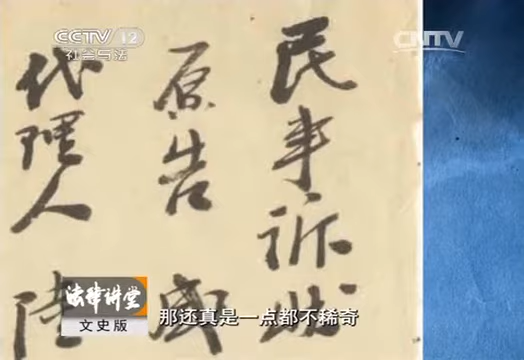 CCTV 12
社会与法
CNTV
民事诉
原告
代理人
法律讲堂
文史版
那还真是一点都不稀奇